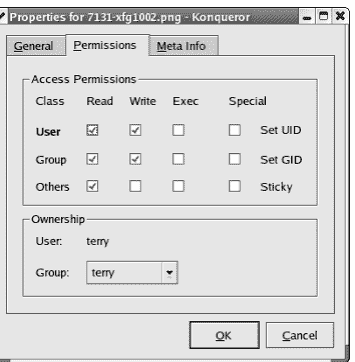 Properties for 7131-xfg1002.png - Konqueror
General Permissions Meta Info
Access Permissions
Class Read Write Exec Special
User Set UID
Group Set GID
Others Sticky
Ownership
User: terry
Group: terry
OK Cancel